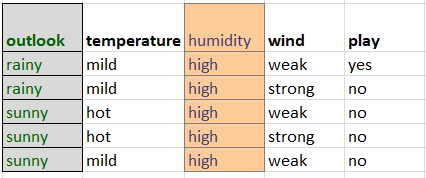 outlook temperature humidity wind play
rainy mild high weak yes
rainy mild high strong no
sunny hot high weak no
sunny hot high strong no
sunny mild high weak no